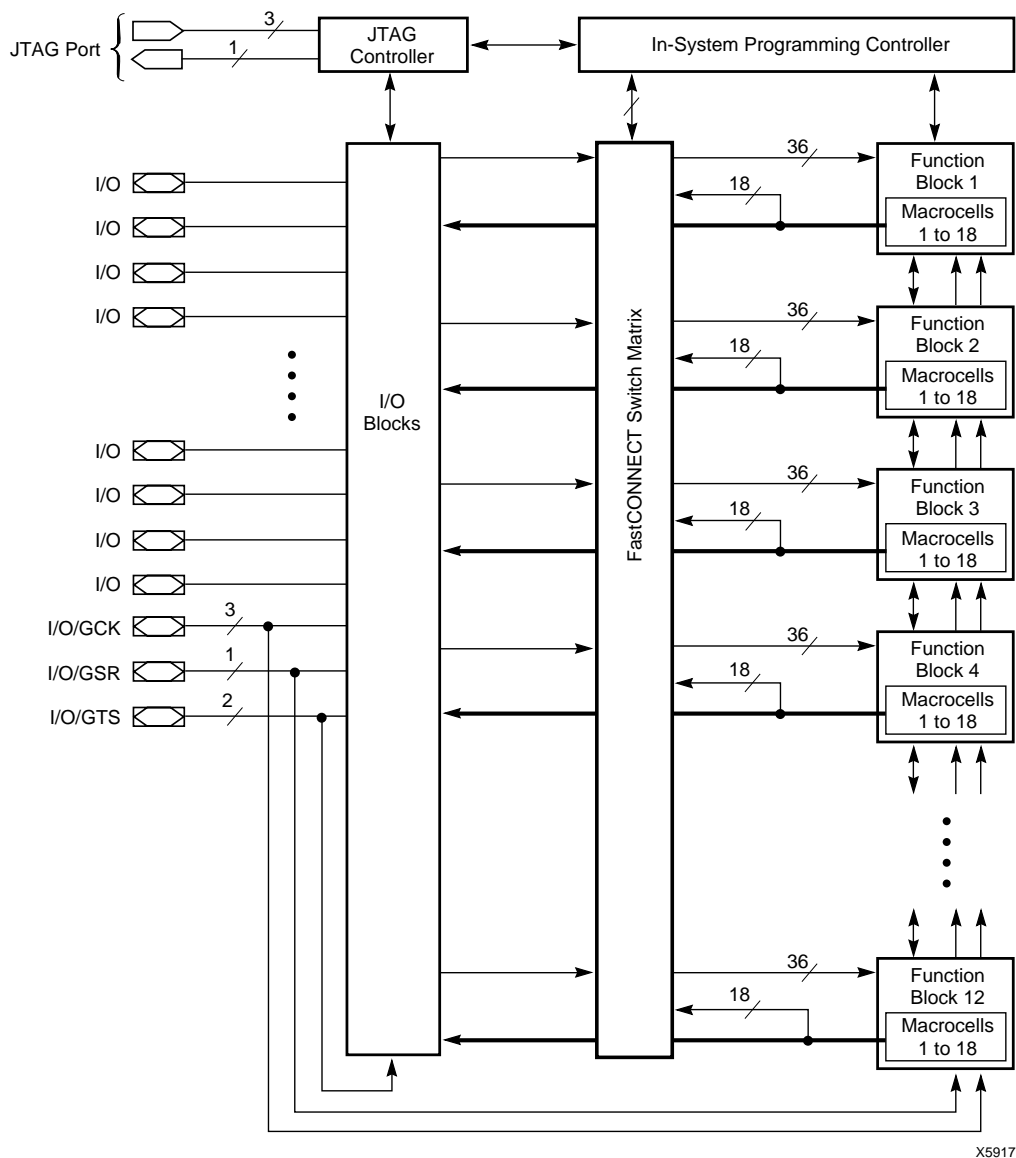 3
JTAG Port
1
JTAG
Controller
In-System Programming Controller
36
Function
Block 1
18
Macrocells
1 to 18
I/O
I/O
I/O
I/O
36
Function
Block 2
18
Macrocells
1 to 18
I/O
Blocks
FastCONNECT Switch Matrix
I/O
I/O
I/O
I/O
36
Function
Block 3
18
Macrocells
1 to 18
I/O/GCK
3
I/O/GSR
1
I/O/GTS
2
36
Function
Block 4
18
Macrocells
1 to 18
36
Function
Block 12
18
Macrocells
1 to 18
X5917